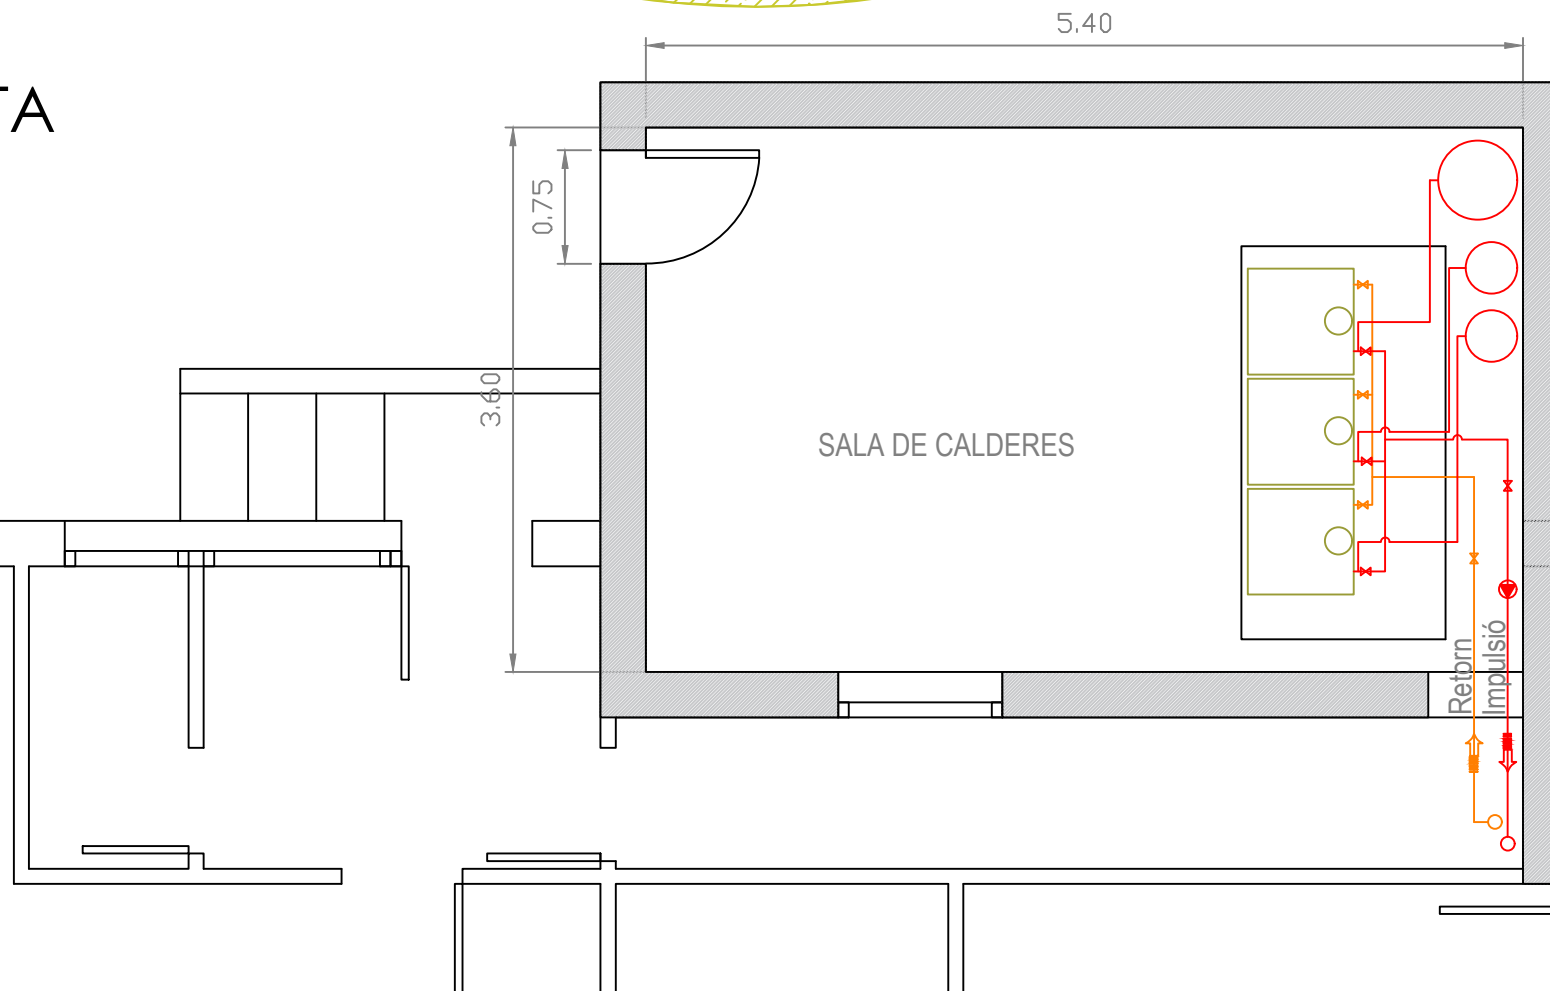 5.40
TA
0.75
3.60
SALA DE CALDERES
Retorn
Impulsió